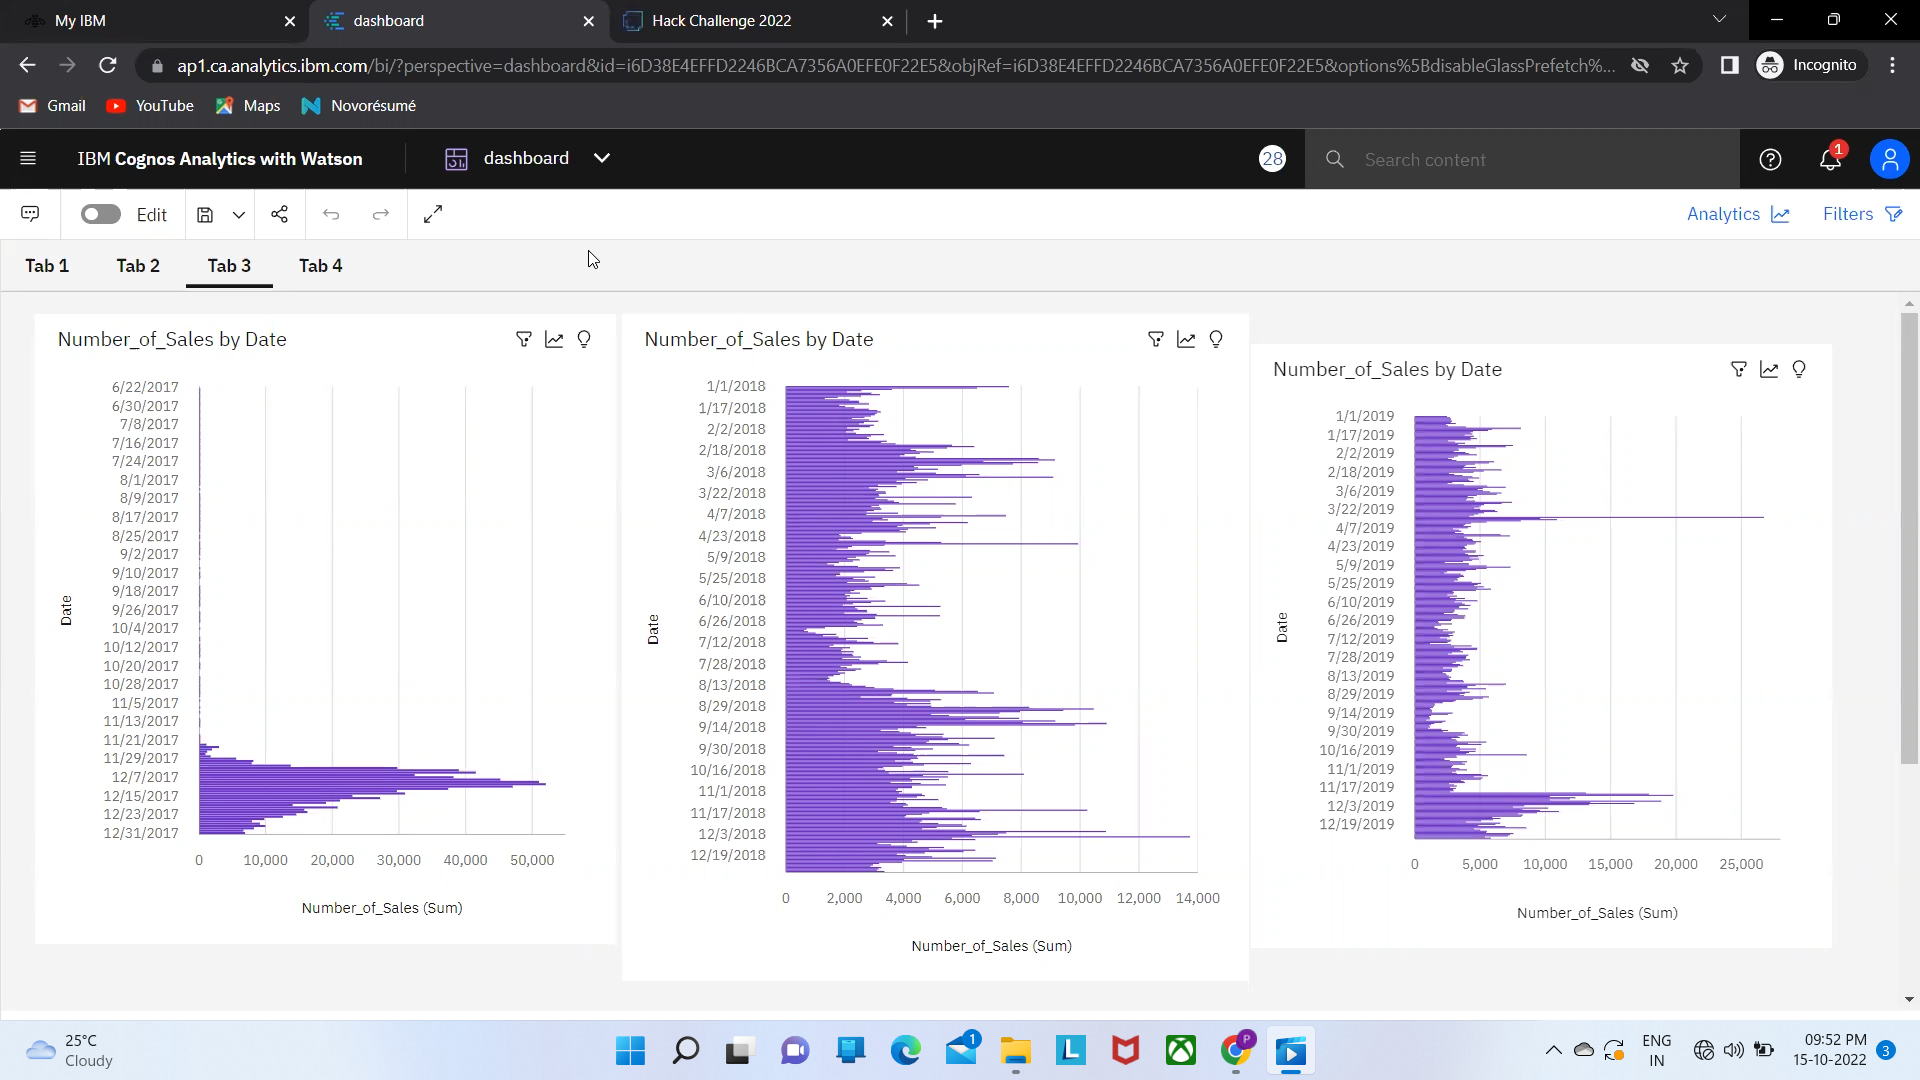 My IBM
dashboard
Hack Challenge 2022
ap1.ca.analytics.ibm.com/bi/?perspective=dashboard&id=i6D38E4EFFD2246BCA7356A0EFE0F22E5&objRef=i6D38E4EFFD2246BCA7356A0EFE0F22E5&options%5BdisableGlassPrefetch%...
Incognito
Gmail
YouTube
Maps
Novorésumé
IBM Cognos Analytics with Watson
dashboard
28
Search content
1
Edit
Analytics
Filters
Tab 1
Tab 2
Tab 3
Tab 4
Number_of_Sales by Date
6/22/2017
6/30/2017
7/8/2017
7/16/2017
7/24/2017
8/1/2017
8/9/2017
8/17/2017
8/25/2017
9/2/2017
9/10/2017
9/18/2017
9/26/2017
10/4/2017
10/12/2017
10/20/2017
10/28/2017
11/5/2017
11/13/2017
11/21/2017
11/29/2017
12/7/2017
12/15/2017
12/23/2017
12/31/2017
Date
0 10,000 20,000 30,000 40,000 50,000
Number_of_Sales (Sum)
Number_of_Sales by Date
1/1/2018
1/17/2018
2/2/2018
2/18/2018
3/6/2018
3/22/2018
4/7/2018
4/23/2018
5/9/2018
5/25/2018
6/10/2018
6/26/2018
7/12/2018
7/28/2018
8/13/2018
8/29/2018
9/14/2018
9/30/2018
10/16/2018
11/1/2018
11/17/2018
12/3/2018
12/19/2018
Date
0 2,000 4,000 6,000 8,000 10,000 12,000 14,000
Number_of_Sales (Sum)
Number_of_Sales by Date
1/1/2019
1/17/2019
2/2/2019
2/18/2019
3/6/2019
3/22/2019
4/7/2019
4/23/2019
5/9/2019
5/25/2019
6/10/2019
6/26/2019
7/12/2019
7/28/2019
8/13/2019
8/29/2019
9/14/2019
9/30/2019
10/16/2019
11/1/2019
11/17/2019
12/3/2019
12/19/2019
Date
0 5,000 10,000 15,000 20,000 25,000
Number_of_Sales (Sum)
25°C
Cloudy
1
L
P
ENG
IN
09:52 PM
15-10-2022
3